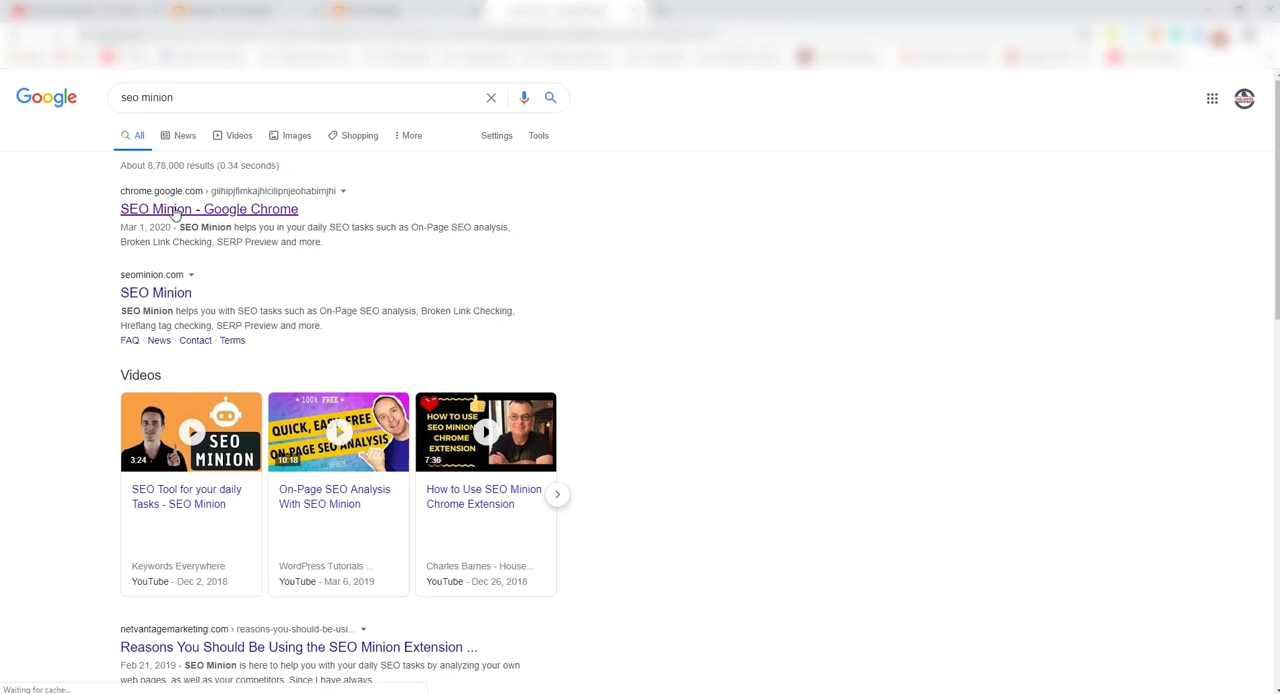 Google
seo minion
All News Videos Images Shopping More Settings Tools
About 8,78,000 results (0.34 seconds)
chrome.google.com › giihipjfimkajhlcilipnjeohabimjhi
SEO Minion - Google Chrome
Mar 1, 2020 - SEO Minion helps you in your daily SEO tasks such as On-Page SEO analysis,
Broken Link Checking, SERP Preview and more.
seominion.com
SEO Minion
SEO Minion helps you with SEO tasks such as On-Page SEO analysis, Broken Link Checking,
Hreflang tag checking, SERP Preview and more.
FAQ · News · Contact · Terms
Videos
SEO
MINION
3:24
* 100% FREE *
QUICK, EASY, FREE
ON-PAGE SEO ANALYSIS
10:18
HOW TO USE
SEO MINION
CHROME
EXTENSION
7:36
SEO Tool for your daily
Tasks - SEO Minion
Keywords Everywhere
YouTube - Dec 2, 2018
On-Page SEO Analysis
With SEO Minion
WordPress Tutorials ...
YouTube - Mar 6, 2019
How to Use SEO Minion
Chrome Extension
Charles Barnes - House...
YouTube - Dec 26, 2018
netvantagemarketing.com › reasons-you-should-be-usi...
Reasons You Should Be Using the SEO Minion Extension ...
Feb 21, 2019 - SEO Minion is here to help you with your daily SEO tasks by analyzing your own
web pages, as well as your competitors. Since I have always
Waiting for cache...